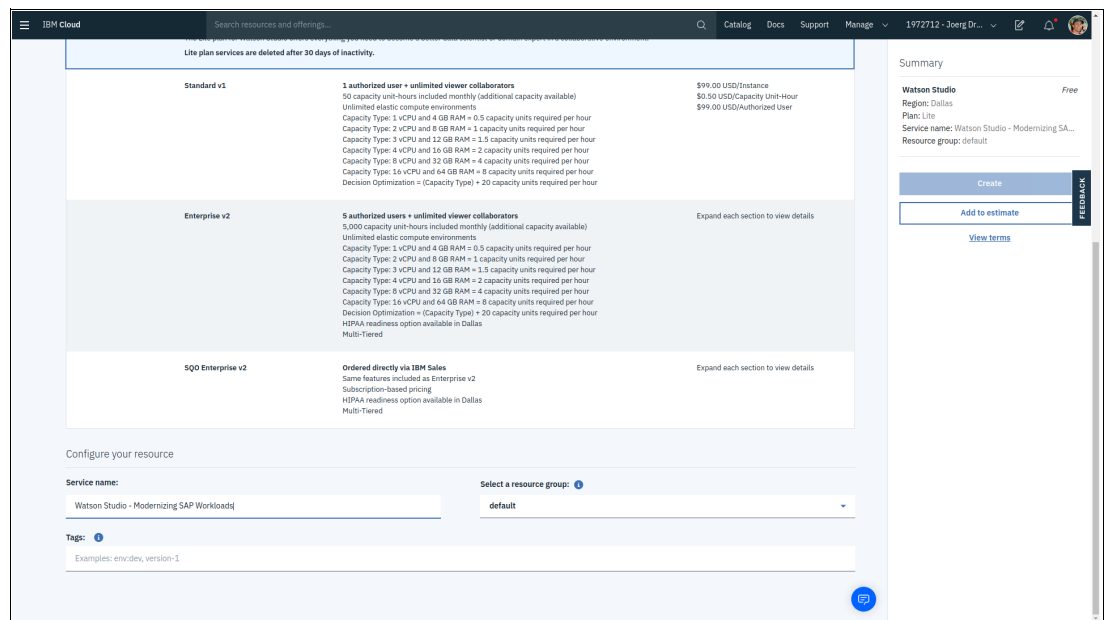 IBM Cloud
Search resources and offerings...
Catalog
Docs
Support
Manage
1972712 - Joerg Dr...
Lite plan services are deleted after 30 days of inactivity.
Standard v1
1 authorized user + unlimited viewer collaborators
50 capacity unit-hours included monthly (additional capacity available)
Unlimited elastic compute environments
Capacity Type: 1 vCPU and 4 GB RAM = 0.5 capacity units required per hour
Capacity Type: 2 vCPU and 8 GB RAM = 1 capacity units required per hour
Capacity Type: 3 vCPU and 12 GB RAM = 1.5 capacity units required per hour
Capacity Type: 4 vCPU and 16 GB RAM = 2 capacity units required per hour
Capacity Type: 8 vCPU and 32 GB RAM = 4 capacity units required per hour
Capacity Type: 16 vCPU and 64 GB RAM = 8 capacity units required per hour
Decision Optimization = (Capacity Type) + 20 capacity units required per hour
$99.00 USD/Instance
$0.50 USD/Capacity Unit-Hour
$99.00 USD/Authorized User
Enterprise v2
5 authorized users + unlimited viewer collaborators
5,000 capacity unit-hours included monthly (additional capacity available)
Unlimited elastic compute environments
Capacity Type: 1 vCPU and 4 GB RAM = 0.5 capacity units required per hour
Capacity Type: 2 vCPU and 8 GB RAM = 1 capacity units required per hour
Capacity Type: 3 vCPU and 12 GB RAM = 1.5 capacity units required per hour
Capacity Type: 4 vCPU and 16 GB RAM = 2 capacity units required per hour
Capacity Type: 8 vCPU and 32 GB RAM = 4 capacity units required per hour
Capacity Type: 16 vCPU and 64 GB RAM = 8 capacity units required per hour
Decision Optimization = (Capacity Type) + 20 capacity units required per hour
HIPAA readiness option available in Dallas
Multi-Tiered
Expand each section to view details
SQO Enterprise v2
Ordered directly via IBM Sales
Same features included as Enterprise v2
Subscription-based pricing
HIPAA readiness option available in Dallas
Multi-Tiered
Expand each section to view details
Configure your resource
Service name:
Watson Studio - Modernizing SAP Workloads
Select a resource group:
default
Tags:
Examples: env:dev, version-1
Summary
Watson Studio
Free
Region: Dallas
Plan: Lite
Service name: Watson Studio - Modernizing SA...
Resource group: default
Create
Add to estimate
View terms
FEEDBACK